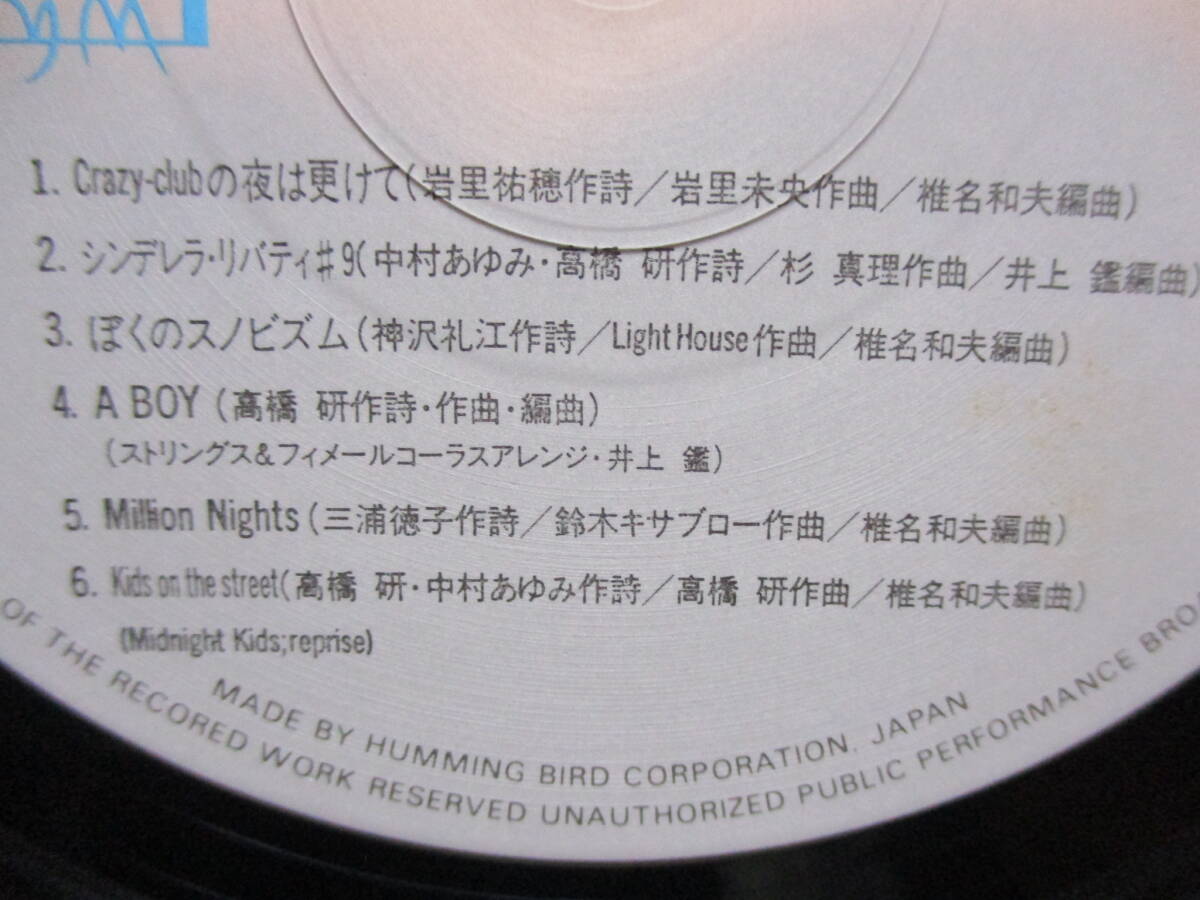 1. Crazy-clubの夜は更けて(岩里祐穂作詩/岩里未央作曲/椎名和夫編曲)
2. シンデレラ・リバティ♯9(中村あゆみ・高橋 研作詩/杉 真理作曲/井上 鑑編曲)
3. ぼくのスノビズム(神沢礼江作詩/Light House作曲/椎名和夫編曲)
4. A BOY (高橋 研作詩・作曲・編曲)
(ストリングス&フィメールコーラスアレンジ・井上 鑑)
5. Million Nights (三浦徳子作詩/鈴木キサブロー作曲/椎名和夫編曲)
6. Kids on the street(高橋 研・中村あゆみ作詩/高橋 研作曲/椎名和夫編曲)
(Midnight Kids;reprise)
MADE BY HUMMING BIRD CORPORATION, JAPAN
OF THE RECORED WORK RESERVED UNAUTHORIZED PUBLIC PERFORMANCE